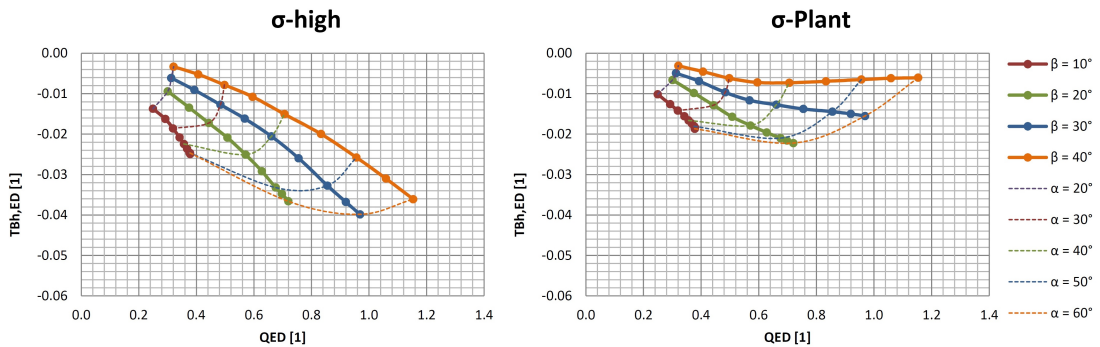 σ-high
0.00
-0.01
-0.02
-0.03
-0.04
-0.05
-0.06
TBh,ED [1]
0.0 0.2 0.4 0.6 0.8 1.0 1.2 1.4
QED [1]
σ-Plant
0.00
-0.01
-0.02
-0.03
-0.04
-0.05
-0.06
TBh,ED [1]
0.0 0.2 0.4 0.6 0.8 1.0 1.2 1.4
QED [1]
β = 10°
β = 20°
β = 30°
β = 40°
α = 20°
α = 30°
α = 40°
α = 50°
α = 60°